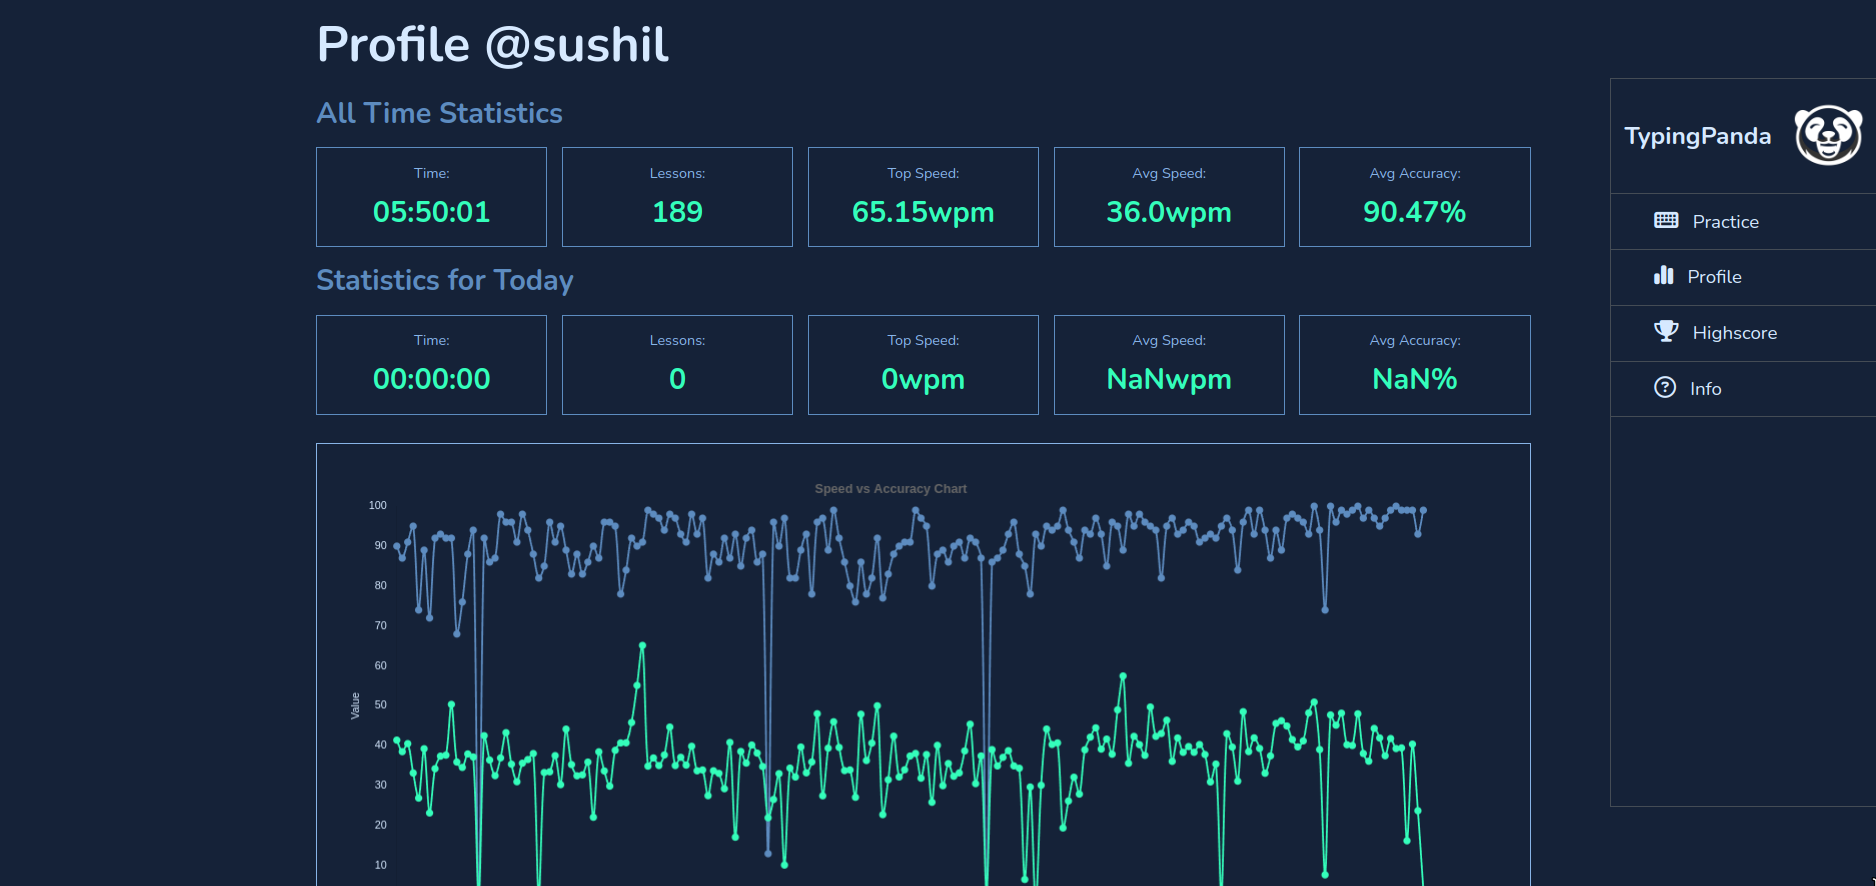 Profile @sushil
All Time Statistics
Time:
05:50:01
Lessons:
189
Top Speed:
65.15wpm
Avg Speed:
36.0wpm
Avg Accuracy:
90.47%
Statistics for Today
Time:
00:00:00
Lessons:
0
Top Speed:
0wpm
Avg Speed:
NaNwpm
Avg Accuracy:
NaN%
Speed vs Accuracy Chart
100
90
80
70
60
50
40
30
20
10
Value
TypingPanda
Practice
Profile
Highscore
Info